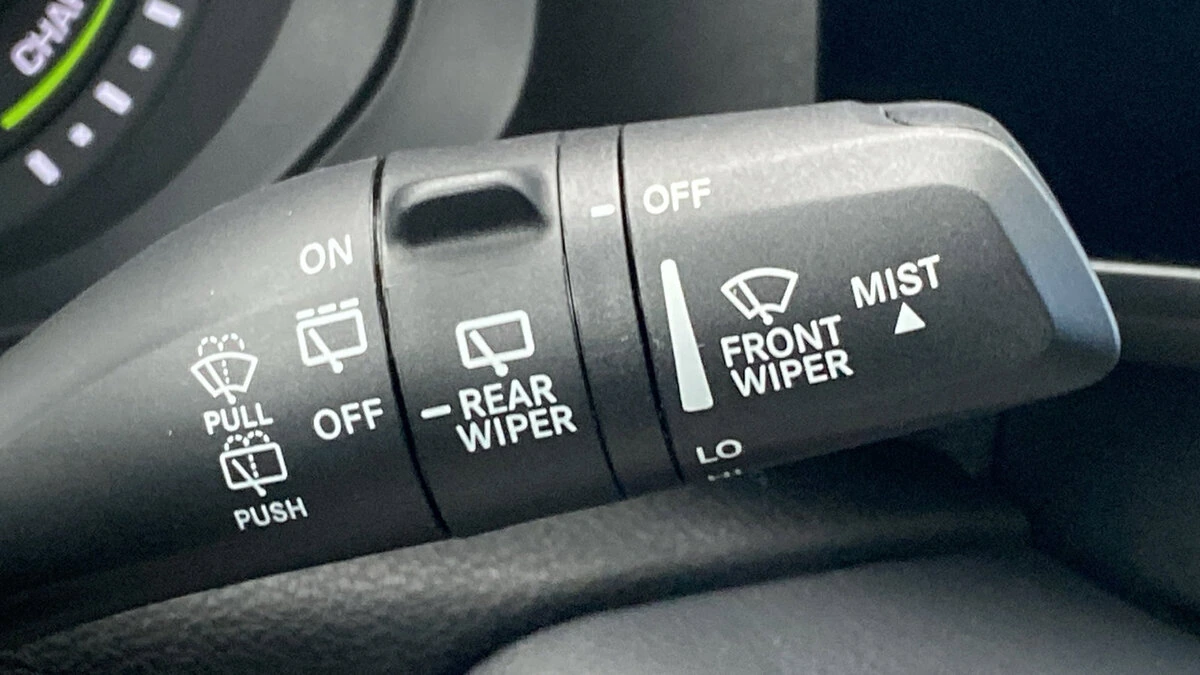 ON
OFF
PULL
PUSH
REAR
WIPER
OFF
FRONT
WIPER
MIST
LO